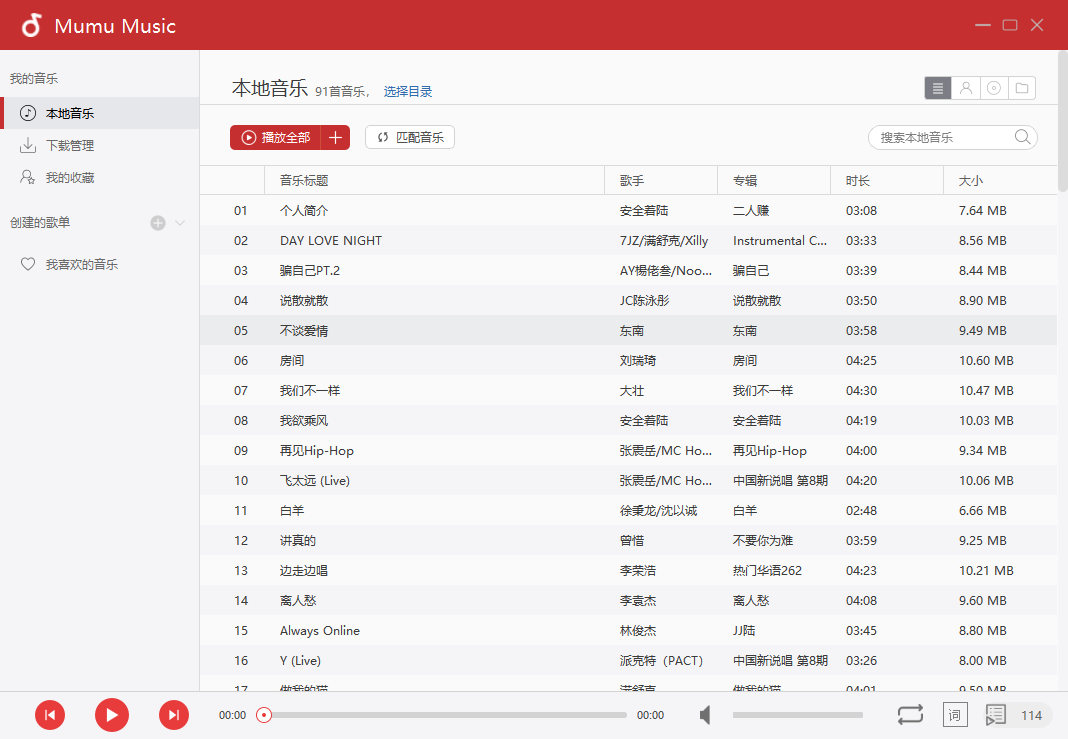 Mumu Music
我的音乐
本地音乐
下载管理
我的收藏
创建的歌单
我喜欢的音乐
本地音乐 91首音乐， 选择目录
播放全部 匹配音乐 搜索本地音乐
音乐标题 歌手 专辑 时长 大小
01 个人简介 安全着陆 二人赚 03:08 7.64 MB
02 DAY LOVE NIGHT 7JZ/满舒克/Xilly Instrumental C... 03:33 8.56 MB
03 骗自己PT.2 AY楊佬叁/Noo... 骗自己 03:39 8.44 MB
04 说散就散 JC陈泳彤 说散就散 03:50 8.90 MB
05 不谈爱情 东南 东南 03:58 9.49 MB
06 房间 刘瑞琦 房间 04:25 10.60 MB
07 我们不一样 大壮 我们不一样 04:30 10.47 MB
08 我欲乘风 安全着陆 安全着陆 04:19 10.03 MB
09 再见Hip-Hop 张震岳/MC Ho... 再见Hip-Hop 04:00 9.34 MB
10 飞太远 (Live) 张震岳/MC Ho... 中国新说唱 第8期 04:20 10.06 MB
11 白羊 徐秉龙/沈以诚 白羊 02:48 6.66 MB
12 讲真的 曾惜 不要你为难 03:59 9.25 MB
13 边走边唱 李荣浩 热门华语262 04:23 10.21 MB
14 离人愁 李袁杰 离人愁 04:08 9.60 MB
15 Always Online 林俊杰 JJ陆 03:45 8.80 MB
16 Y (Live) 派克特（PACT） 中国新说唱 第8期 03:26 8.00 MB
17 做我的猫 满舒克 做我的猫 04:01 9.50 MB
00:00 00:00 词 114